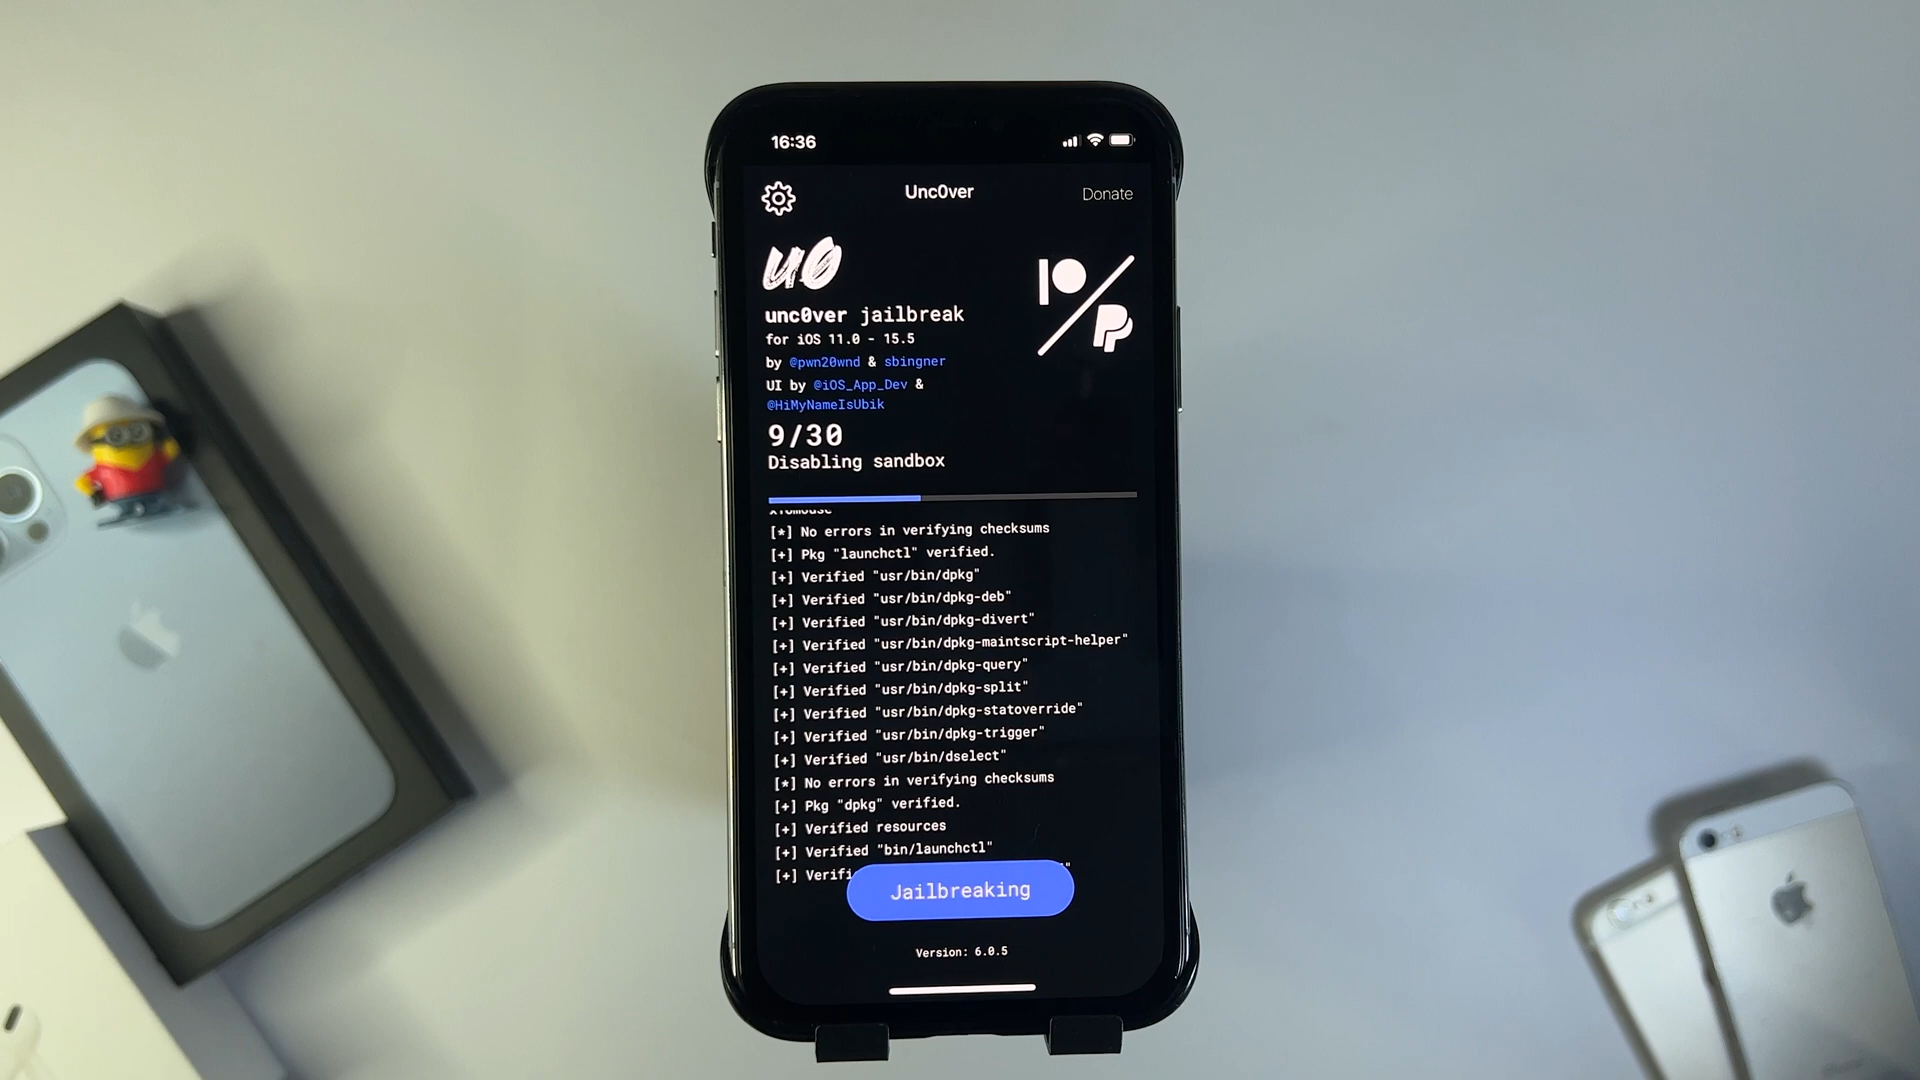 16:36
Unc0ver
Donate
u0
unc0ver jailbreak
for iOS 11.0 - 15.5
by @pwn20wnd & sbingner
UI by @iOS_App_Dev &
@HiMyNameIsUbik
9/30
Disabling sandbox
[*] No errors in verifying checksums
[+] Pkg "launchctl" verified.
[+] Verified "usr/bin/dpkg"
[+] Verified "usr/bin/dpkg-deb"
[+] Verified "usr/bin/dpkg-divert"
[+] Verified "usr/bin/dpkg-maintscript-helper"
[+] Verified "usr/bin/dpkg-query"
[+] Verified "usr/bin/dpkg-split"
[+] Verified "usr/bin/dpkg-statoverride"
[+] Verified "usr/bin/dpkg-trigger"
[+] Verified "usr/bin/dselect"
[*] No errors in verifying checksums
[+] Pkg "dpkg" verified.
[+] Verified resources
[+] Verified "bin/launchctl"
[+] Verifi
Jailbreaking
Version: 6.0.5